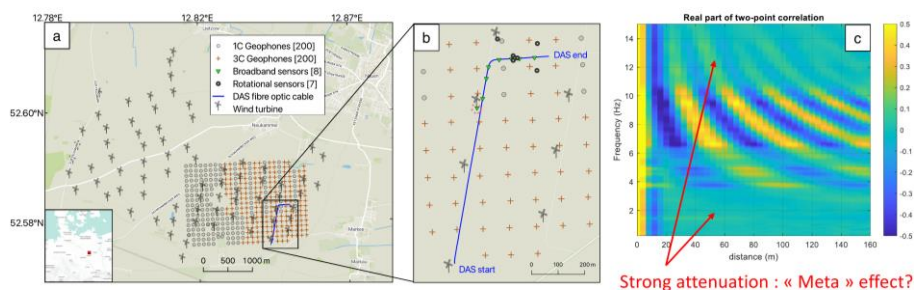 12.78°E
12.82°E
12.87°E
a
1C Geophones [200]
3C Geophones [200]
Broadband sensors [8]
Rotational sensors [7]
DAS fibre optic cable
Wind turbine
52.60°N
52.58°N
0
500
1000 m
b
DAS end
DAS start
0
100
200 m
Real part of two-point correlation
c
Frequency (Hz)
14
12
10
8
6
4
2
0 20 40 60 80 100 120 140 160
distance (m)
0.5
0.4
0.3
0.2
0.1
0
-0.1
-0.2
-0.3
-0.4
-0.5
Strong attenuation : « Meta » effect?